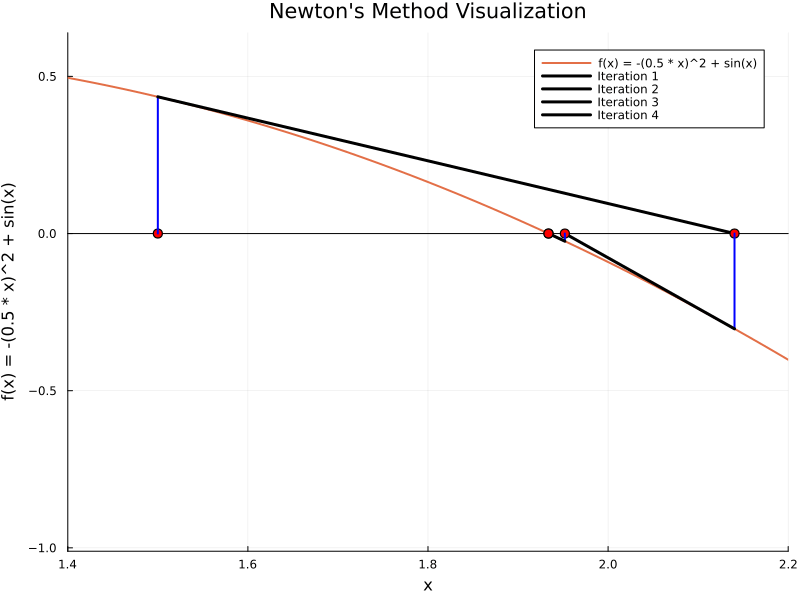 Newton's Method Visualization
f(x) = -(0.5 * x)^2 + sin(x)
Iteration 1
Iteration 2
Iteration 3
Iteration 4
f(x) = -(0.5 * x)^2 + sin(x)
0.5
0.0
−0.5
−1.0
1.4
1.6
1.8
2.0
2.2
x